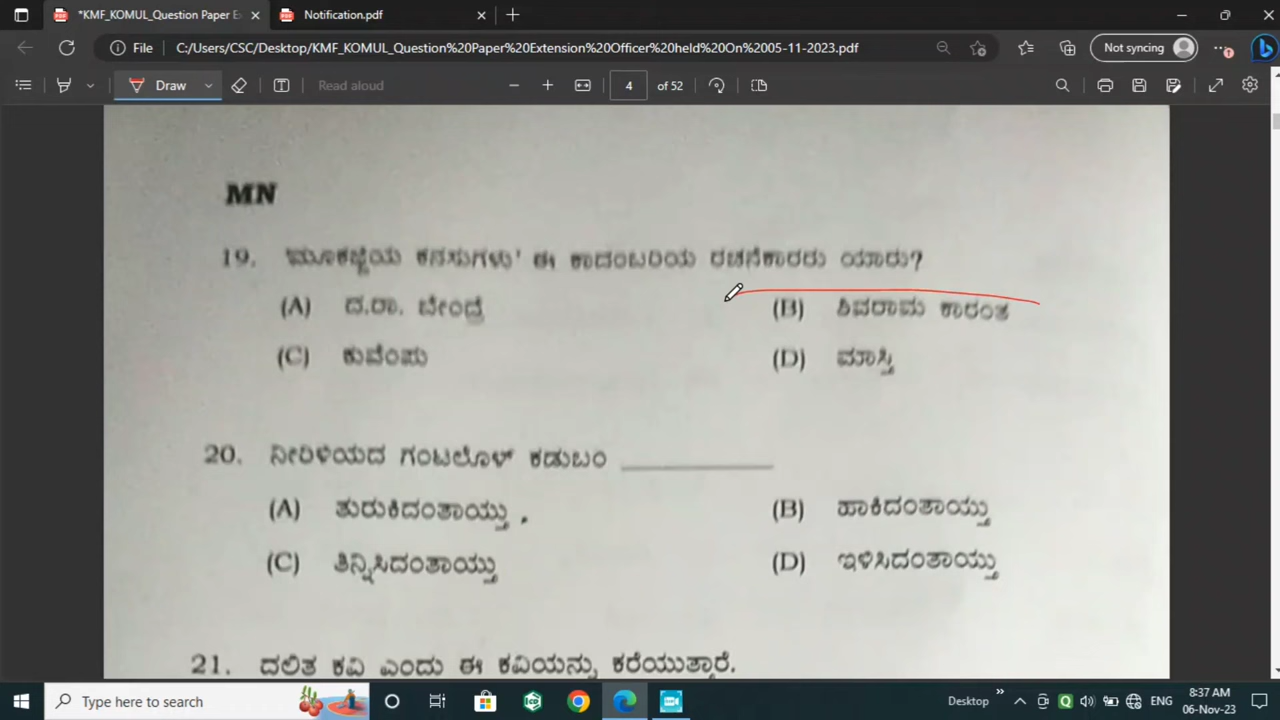 *KMF_KOMUL_Question Paper Ex
Notification.pdf
File
C:/Users/CSC/Desktop/KMF_KOMUL_Question%20Paper%20Extension%20Officer%20held%20On%2005-11-2023.pdf
Not syncing
Draw
Read aloud
4 of 52
MN
19. 'ಮೂಕಜ್ಜಿಯ ಕನಸುಗಳು' ಈ ಕಾದಂಬರಿಯ ರಚನೆಕಾರರು ಯಾರು?
(A) ದ.ರಾ. ಬೇಂದ್ರೆ (B) ಶಿವರಾಮ ಕಾರಂತ
(C) ಕುವೆಂಪು (D) ಮಾಸ್ತಿ
20. ನೀರಿಳಿಯದ ಗಂಟಲೊಳ್ ಕಡುಬಂ ____________
(A) ತುರುಕಿದಂತಾಯ್ತು . (B) ಹಾಕಿದಂತಾಯ್ತು
(C) ತಿನ್ನಿಸಿದಂತಾಯ್ತು (D) ಇಳಿಸಿದಂತಾಯ್ತು
21. ದಲಿತ ಕವಿ ಎಂದು ಈ ಕವಿಯನ್ನು ಕರೆಯುತ್ತಾರೆ.
Type here to search
Desktop
ENG
8:37 AM
06-Nov-23